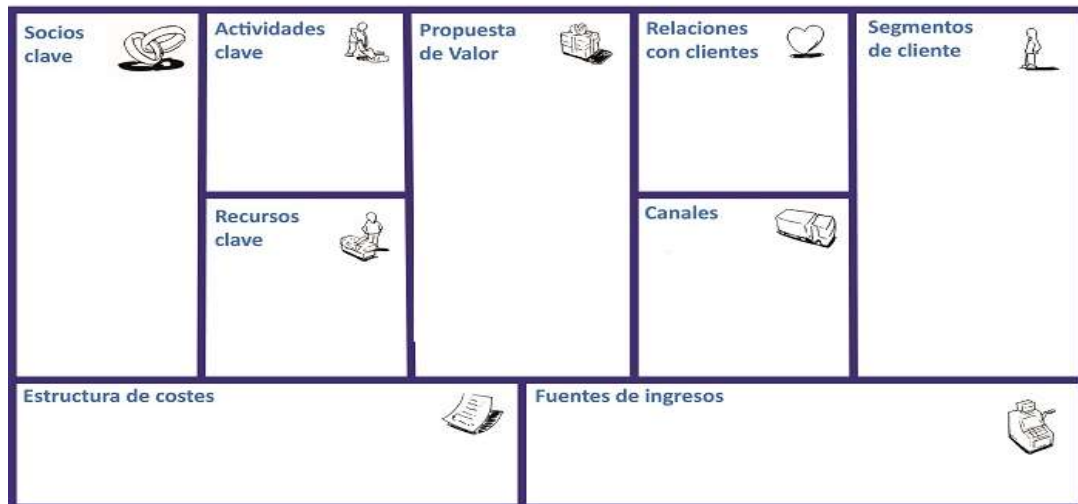 Socios
clave
Actividades
clave
Propuesta
de Valor
Relaciones
con clientes
Segmentos
de cliente
Recursos
clave
Canales
Estructura de costes
Fuentes de ingresos